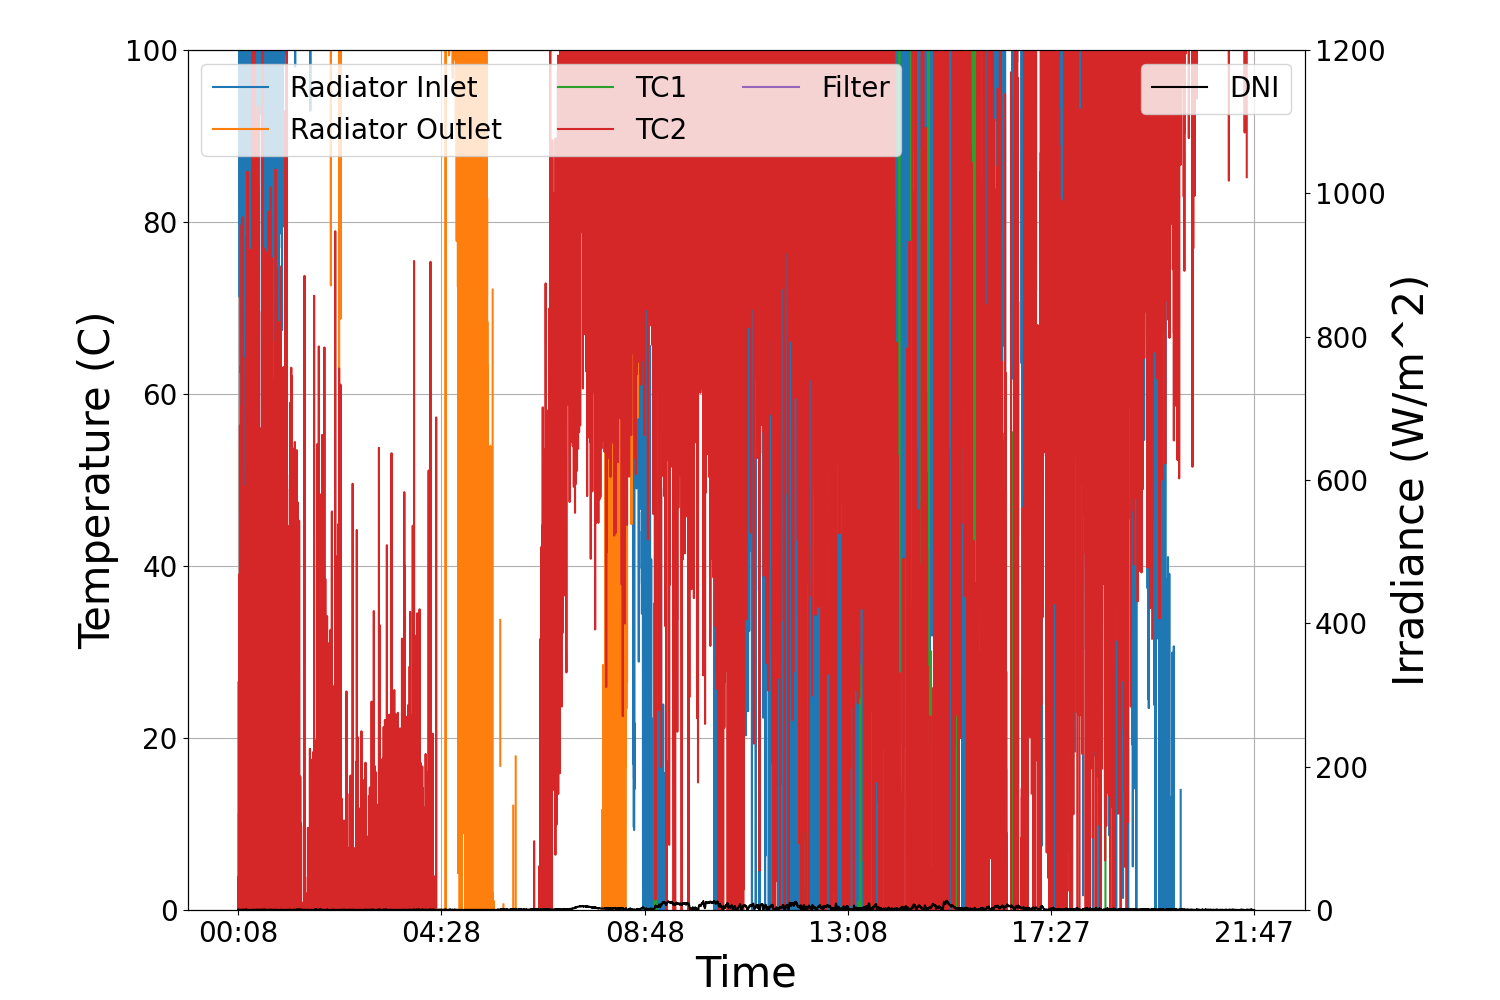 100
80
60
40
20
0
Temperature (C)
Radiator Inlet
Radiator Outlet
TC1
TC2
Filter
DNI
1200
1000
800
600
400
200
0
Irradiance (W/m^2)
00:08
04:28
08:48
13:08
17:27
21:47
Time